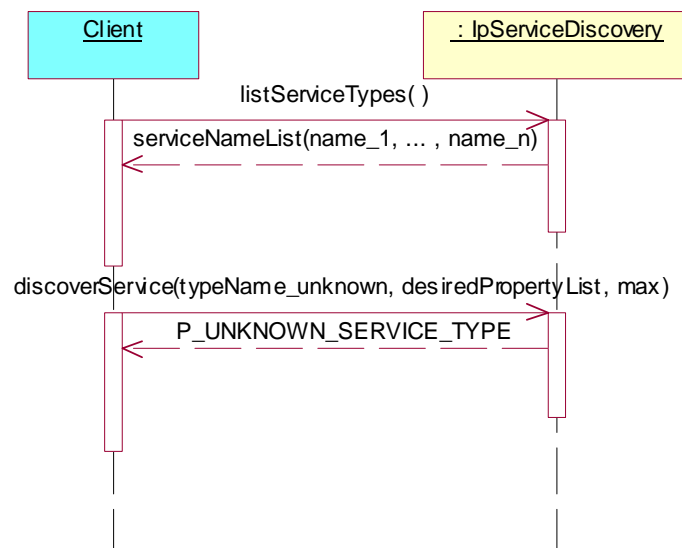 Client
: IpServiceDiscovery
listServiceTypes( )
serviceNameList(name_1, ... , name_n)
discoverService(typeName_unknown, desiredPropertyList, max)
P_UNKNOWN_SERVICE_TYPE